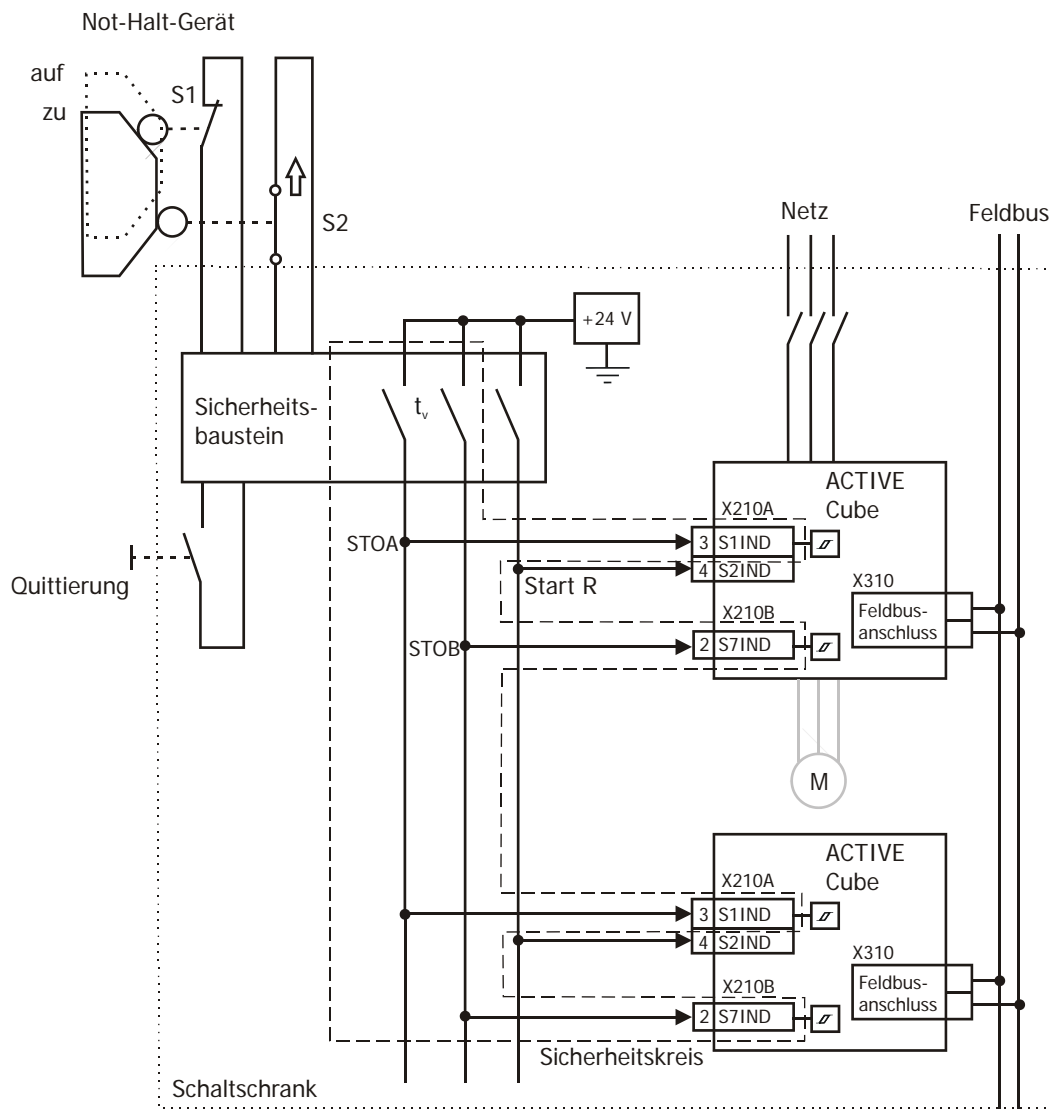 Not-Halt-Gerät
auf
zu
S1
S2
Netz
Feldbus
+24 V
Sicherheits-
baustein
tv
ACTIVE
Cube
X210A
3 S1IND
4 S2IND
STOA
Start R
Quittierung
X310
Feldbus-
anschluss
X210B
2 S7IND
STOB
M
ACTIVE
Cube
X210A
3 S1IND
4 S2IND
X310
Feldbus-
anschluss
X210B
2 S7IND
Sicherheitskreis
Schaltschrank